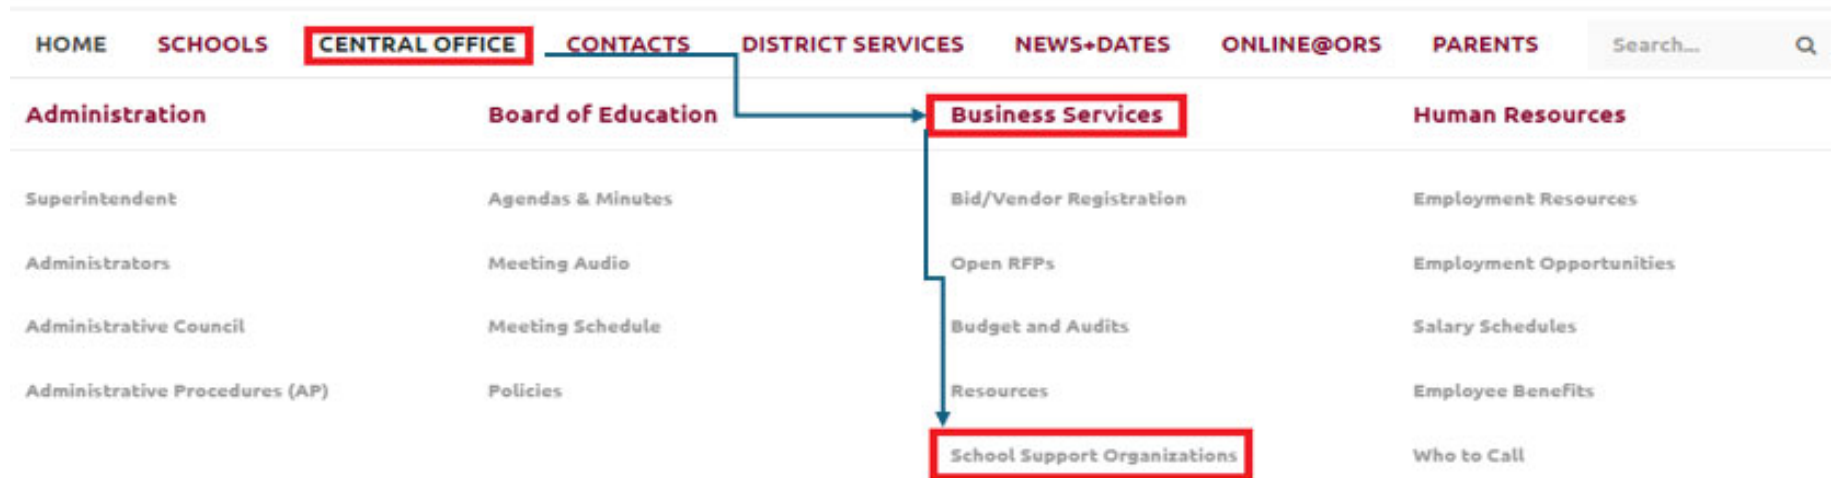 HOME SCHOOLS CENTRAL OFFICE CONTACTS DISTRICT SERVICES NEWS+DATES ONLINE@ORS PARENTS Search...
Administration Board of Education Business Services Human Resources
Superintendent Agendas & Minutes Bid/Vendor Registration Employment Resources
Administrators Meeting Audio Open RFPs Employment Opportunities
Administrative Council Meeting Schedule Budget and Audits Salary Schedules
Administrative Procedures (AP) Policies Resources Employee Benefits
School Support Organizations Who to Call